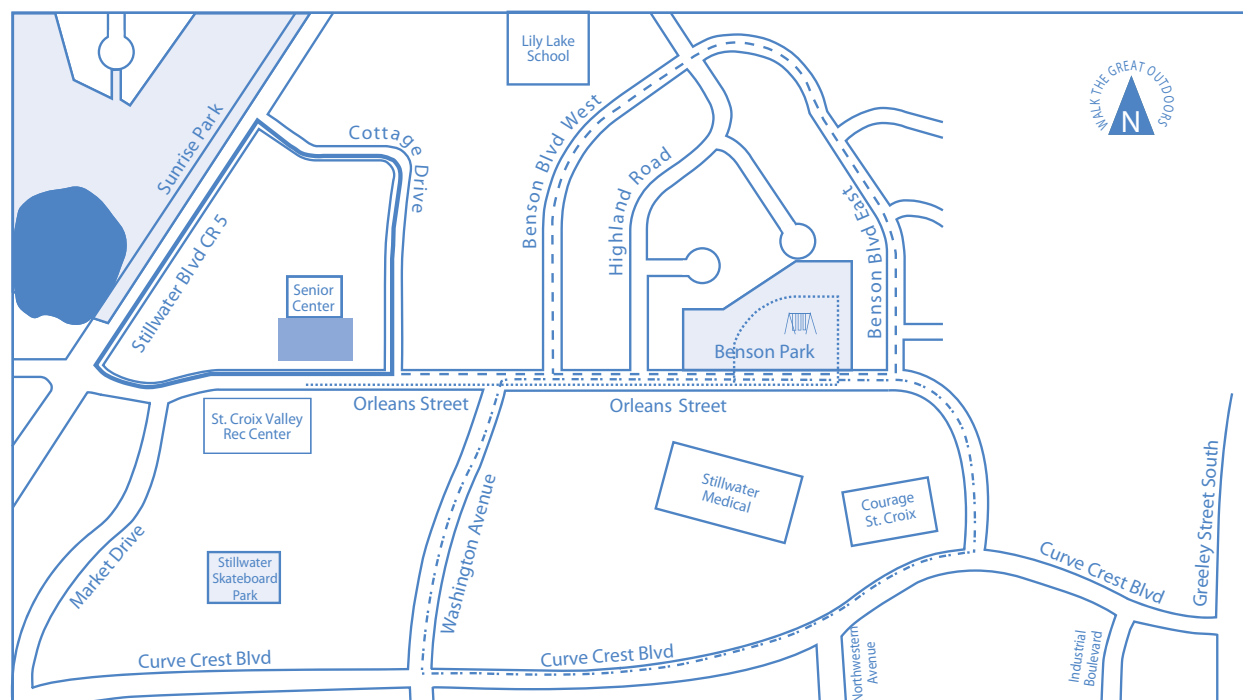 Lily Lake
School
WALK THE GREAT OUTDOORS
N
Sunrise Park
Cottage
Drive
Benson Blvd West
Highland Road
Stillwater Blvd CR 5
Benson Blvd East
Senior
Center
Benson Park
Orleans Street
Orleans Street
St. Croix Valley
Rec Center
Stillwater
Medical
Courage
St. Croix
Washington Avenue
Greeley Street South
Market Drive
Stillwater
Skateboard
Park
Curve Crest Blvd
Curve Crest Blvd
Curve Crest Blvd
Northwestern
Avenue
Industrial
Boulevard